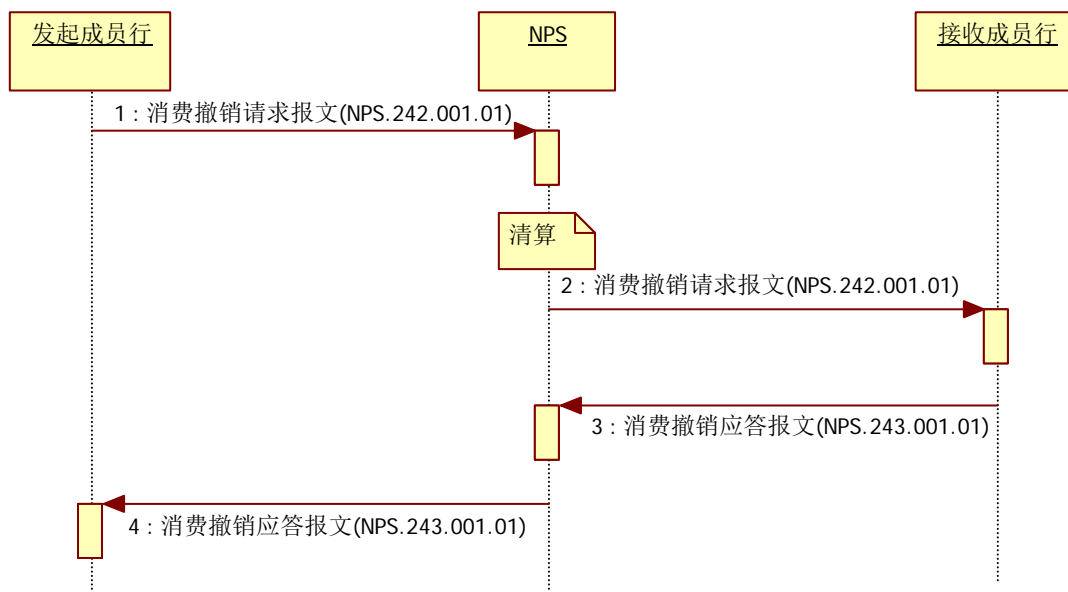 发起成员行
NPS
接收成员行
1 : 消费撤销请求报文(NPS.242.001.01)
清算
2 : 消费撤销请求报文(NPS.242.001.01)
3 : 消费撤销应答报文(NPS.243.001.01)
4 : 消费撤销应答报文(NPS.243.001.01)